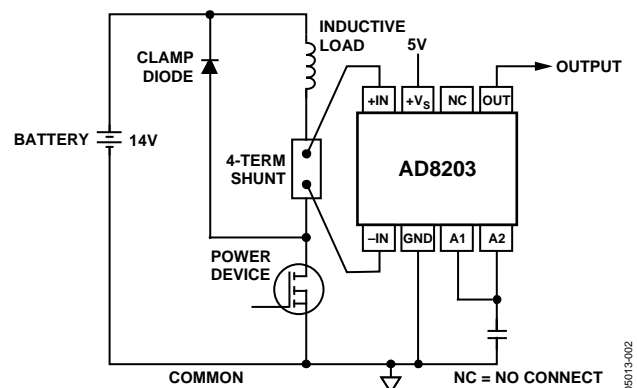 INDUCTIVE
LOAD
5V
OUTPUT
CLAMP
DIODE
+IN
+VS
NC
OUT
BATTERY
14V
4-TERM
SHUNT
AD8203
–IN
GND
A1
A2
POWER
DEVICE
COMMON
NC = NO CONNECT
05013-002